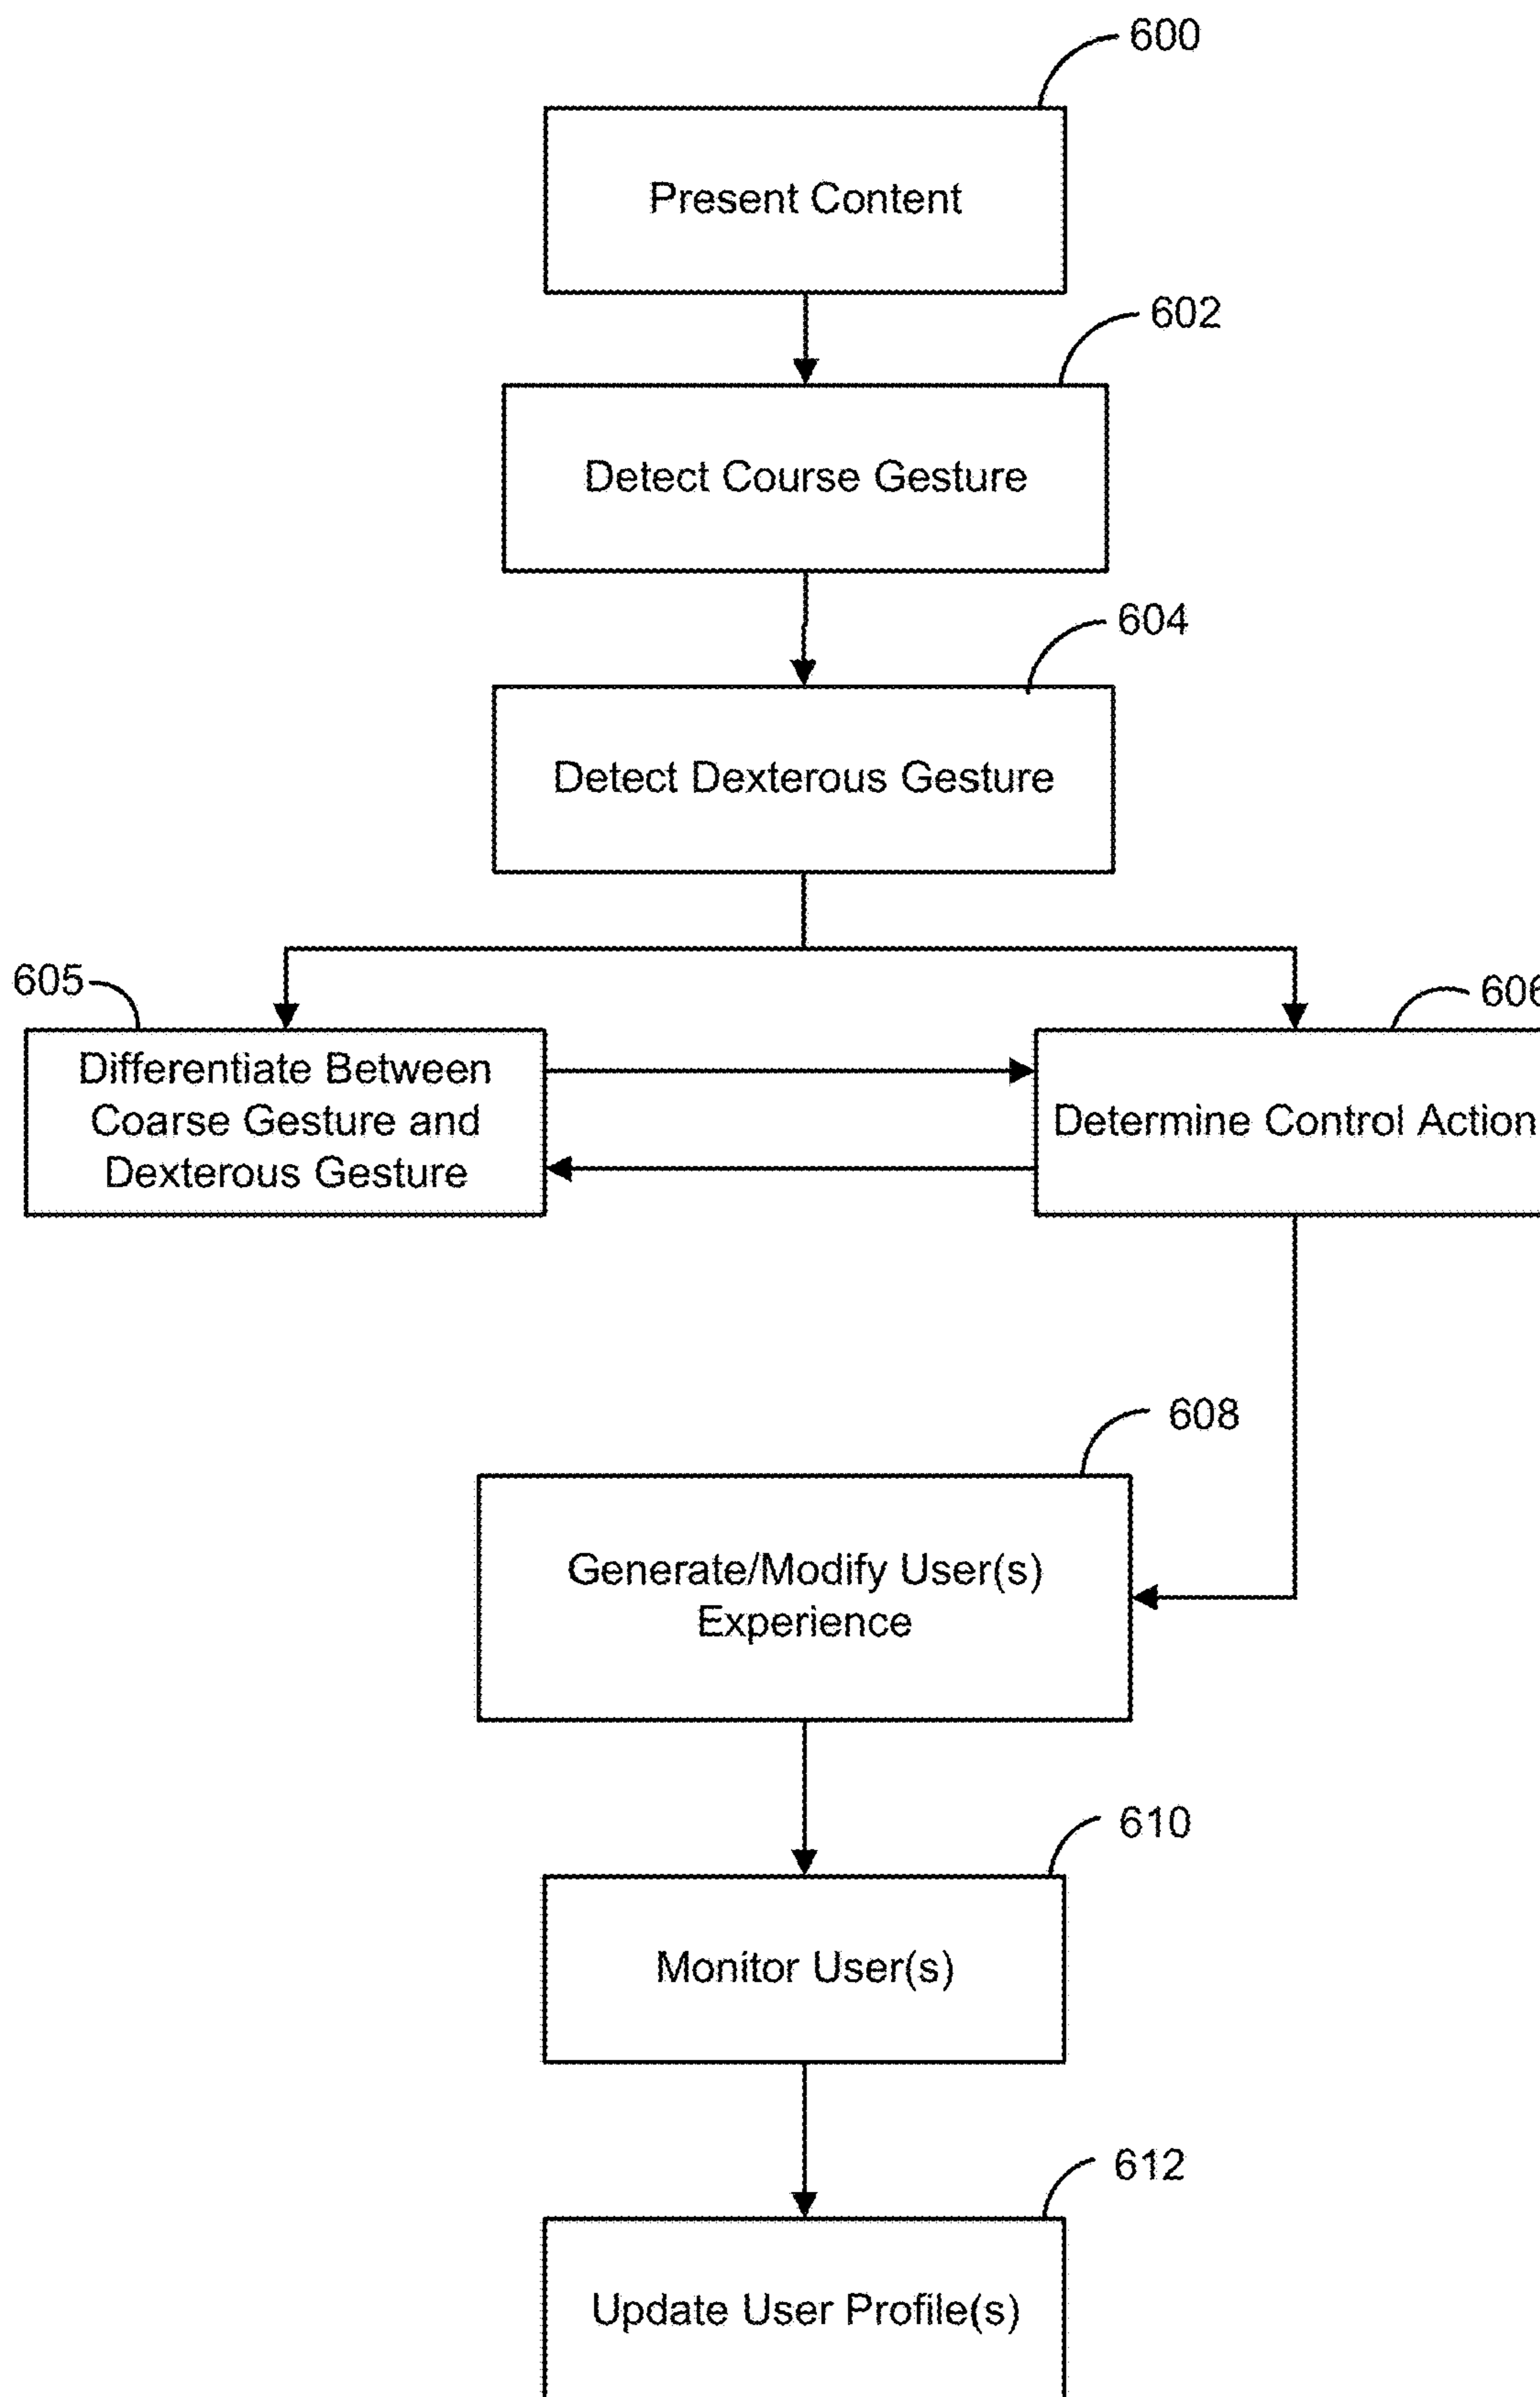 600
Present Content
602
Detect Course Gesture
604
Detect Dexterous Gesture
605
606
Differentiate Between
Coarse Gesture and
Dexterous Gesture
Determine Control Action
608
Generate/Modify User(s)
Experience
610
Monitor User(s)
612
Update User Profile(s)